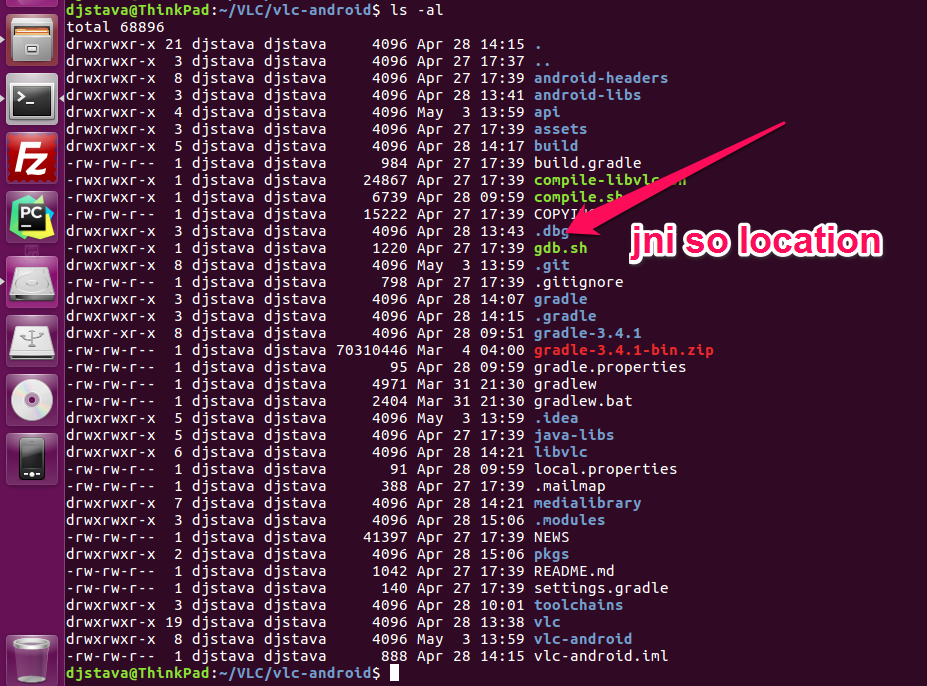 djstava@ThinkPad:~/VLC/vlc-android$ ls -al
total 68896
drwxrwxr-x 21 djstava djstava     4096 Apr 28 14:15 .
drwxrwxr-x  3 djstava djstava     4096 Apr 27 17:37 ..
drwxrwxr-x  8 djstava djstava     4096 Apr 27 17:39 android-headers
drwxrwxr-x  3 djstava djstava     4096 Apr 28 13:41 android-libs
drwxrwxr-x  4 djstava djstava     4096 May  3 13:59 api
drwxrwxr-x  3 djstava djstava     4096 Apr 27 17:39 assets
drwxrwxr-x  5 djstava djstava     4096 Apr 28 14:17 build
-rw-rw-r--  1 djstava djstava      984 Apr 27 17:39 build.gradle
-rwxrwxr-x  1 djstava djstava    24867 Apr 27 17:39
-rwxrwxr-x  1 djstava djstava     6739 Apr 28 09:59 compile.sh
-rw-rw-r--  1 djstava djstava    15222 Apr 27 17:39
drwxrwxr-x  3 djstava djstava     4096 Apr 28 13:43 .dbg
-rwxrwxr-x  1 djstava djstava     1220 Apr 27 17:39 gdb.sh
jni so location
drwxrwxr-x  8 djstava djstava     4096 May  3 13:59 .git
-rw-rw-r--  1 djstava djstava      798 Apr 27 17:39 .gitignore
drwxrwxr-x  3 djstava djstava     4096 Apr 28 14:07 gradle
drwxrwxr-x  3 djstava djstava     4096 Apr 28 14:15 .gradle
drwxr-xr-x  8 djstava djstava     4096 Apr 28 09:51 gradle-3.4.1
-rw-rw-r--  1 djstava djstava 70310446 Mar  4 04:00 gradle-3.4.1-bin.zip
-rw-rw-r--  1 djstava djstava       95 Apr 28 09:59 gradle.properties
-rw-rw-r--  1 djstava djstava     4971 Mar 31 21:30 gradlew
-rw-rw-r--  1 djstava djstava     2404 Mar 31 21:30 gradlew.bat
drwxrwxr-x  5 djstava djstava     4096 May  3 13:59 .idea
drwxrwxr-x  5 djstava djstava     4096 Apr 27 17:39 java-libs
drwxrwxr-x  6 djstava djstava     4096 Apr 28 14:21 libvlc
-rw-rw-r--  1 djstava djstava       91 Apr 28 09:59 local.properties
-rw-rw-r--  1 djstava djstava      388 Apr 27 17:39 .mailmap
drwxrwxr-x  7 djstava djstava     4096 Apr 28 14:21 medialibrary
drwxrwxr-x  3 djstava djstava     4096 Apr 28 15:06 .modules
-rw-rw-r--  1 djstava djstava    41397 Apr 27 17:39 NEWS
drwxrwxr-x  2 djstava djstava     4096 Apr 28 15:06 pkgs
-rw-rw-r--  1 djstava djstava     1042 Apr 27 17:39 README.md
-rw-rw-r--  1 djstava djstava      140 Apr 27 17:39 settings.gradle
drwxrwxr-x  3 djstava djstava     4096 Apr 28 10:01 toolchains
drwxrwxr-x 19 djstava djstava     4096 Apr 28 13:38 vlc
drwxrwxr-x  8 djstava djstava     4096 May  3 13:59 vlc-android
-rw-rw-r--  1 djstava djstava      888 Apr 28 14:15 vlc-android.iml
djstava@ThinkPad:~/VLC/vlc-android$
>_
Fz
PC